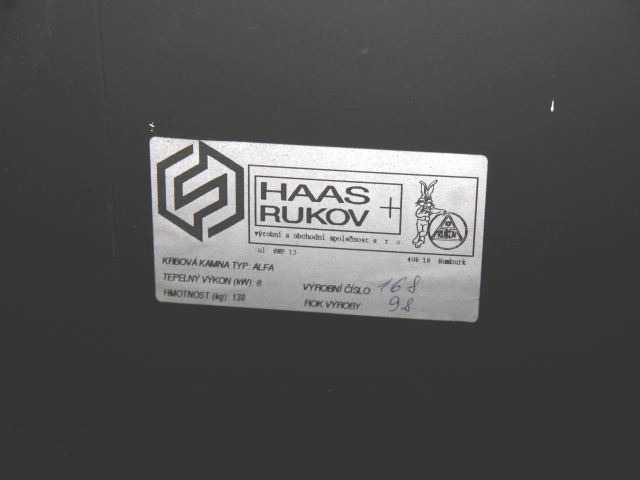 HAAS +
RUKOV
výrobní a obchodní společnost s r o
RUKOV
ul SNP 13
408 18 Rumburk
KRBOVÁ KAMNA TYP: ALFA
TEPELNÝ VÝKON (kW): 8
HMOTNOST (kg): 138
VÝROBNÍ ČÍSLO: 168
ROK VÝROBY 98